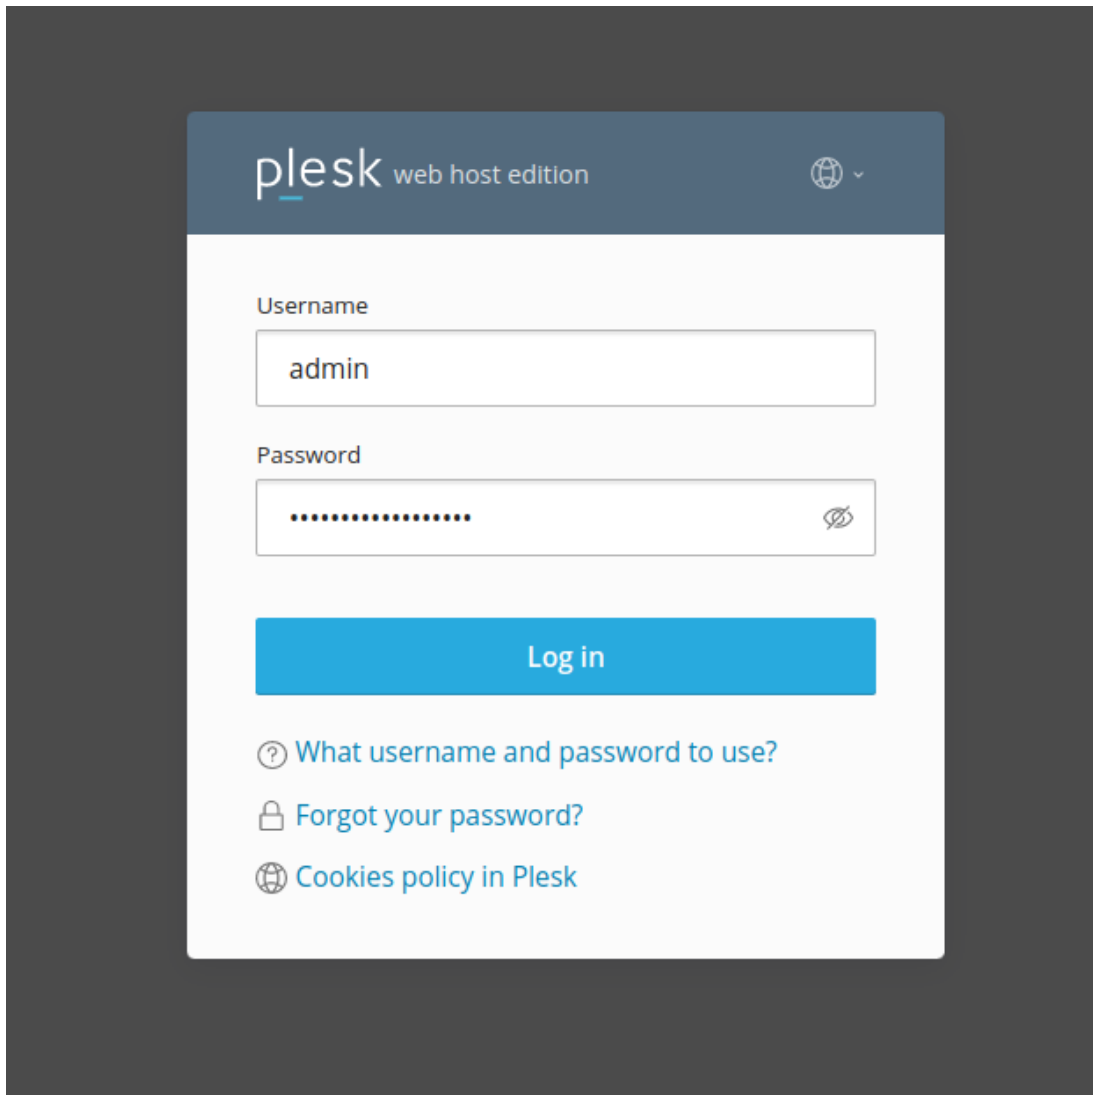 plesk web host edition
Username
admin
Password
••••••••••••••••••
Log in
What username and password to use?
Forgot your password?
Cookies policy in Plesk